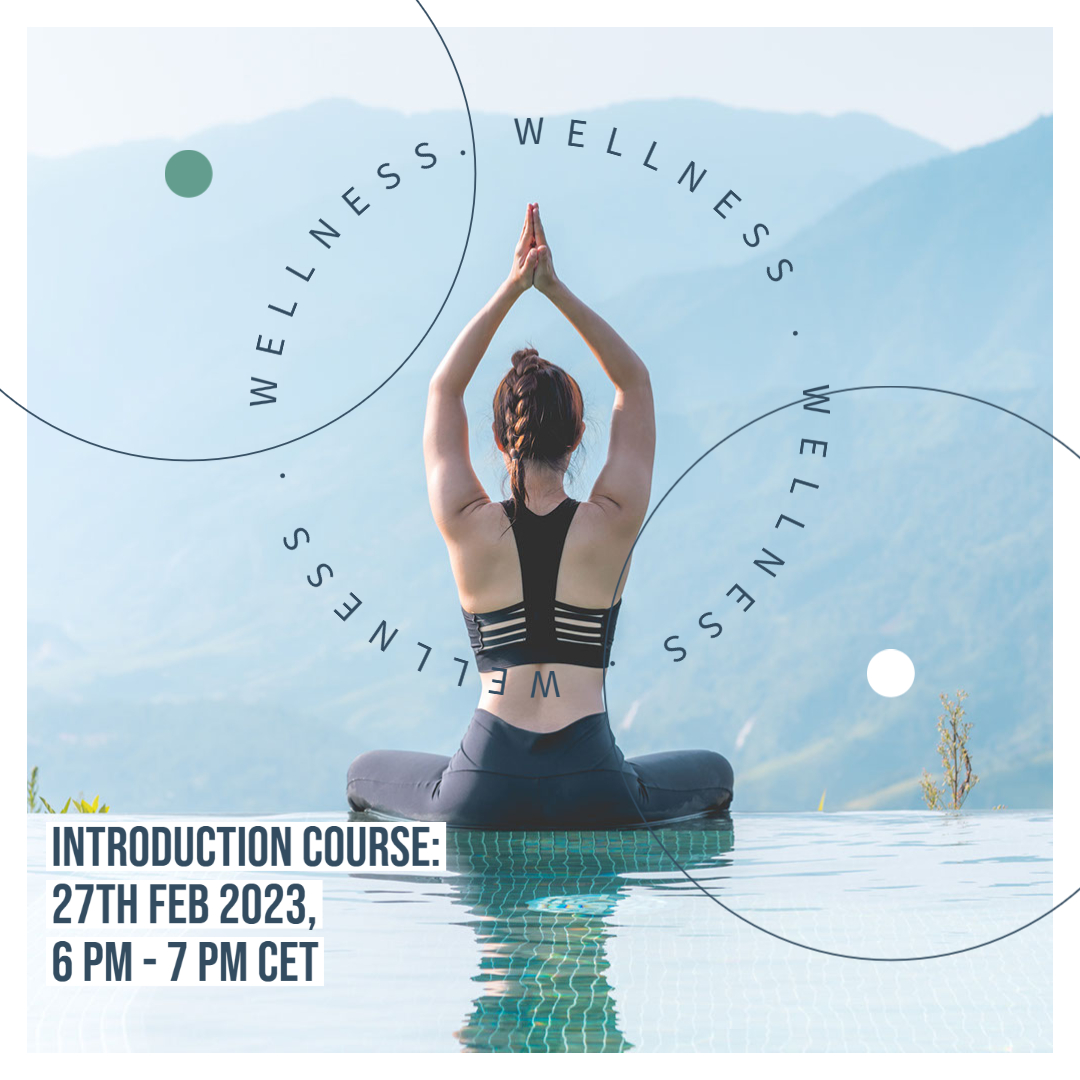 WELLNESS . WELLNESS . WELLNESS . WELLNESS .
INTRODUCTION COURSE:
27TH FEB 2023,
6 PM - 7 PM CET